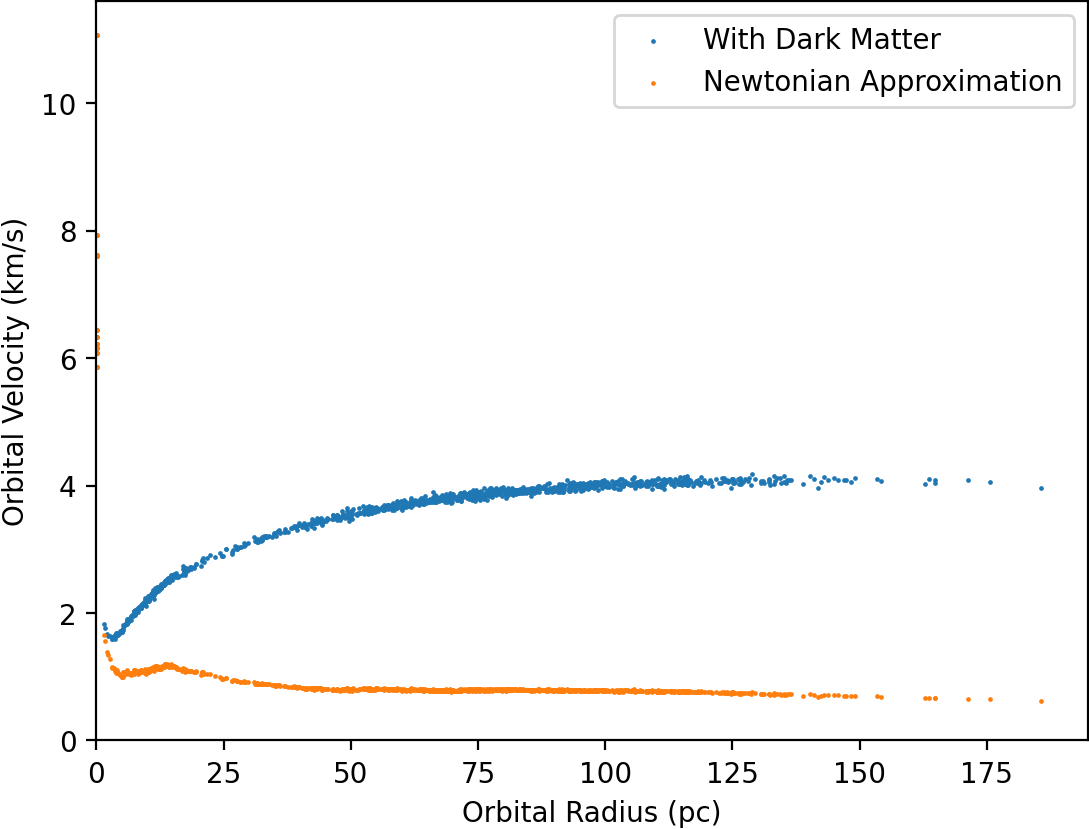 With Dark Matter
Newtonian Approximation
Orbital Velocity (km/s)
10
8
6
4
2
0
0 25 50 75 100 125 150 175
Orbital Radius (pc)